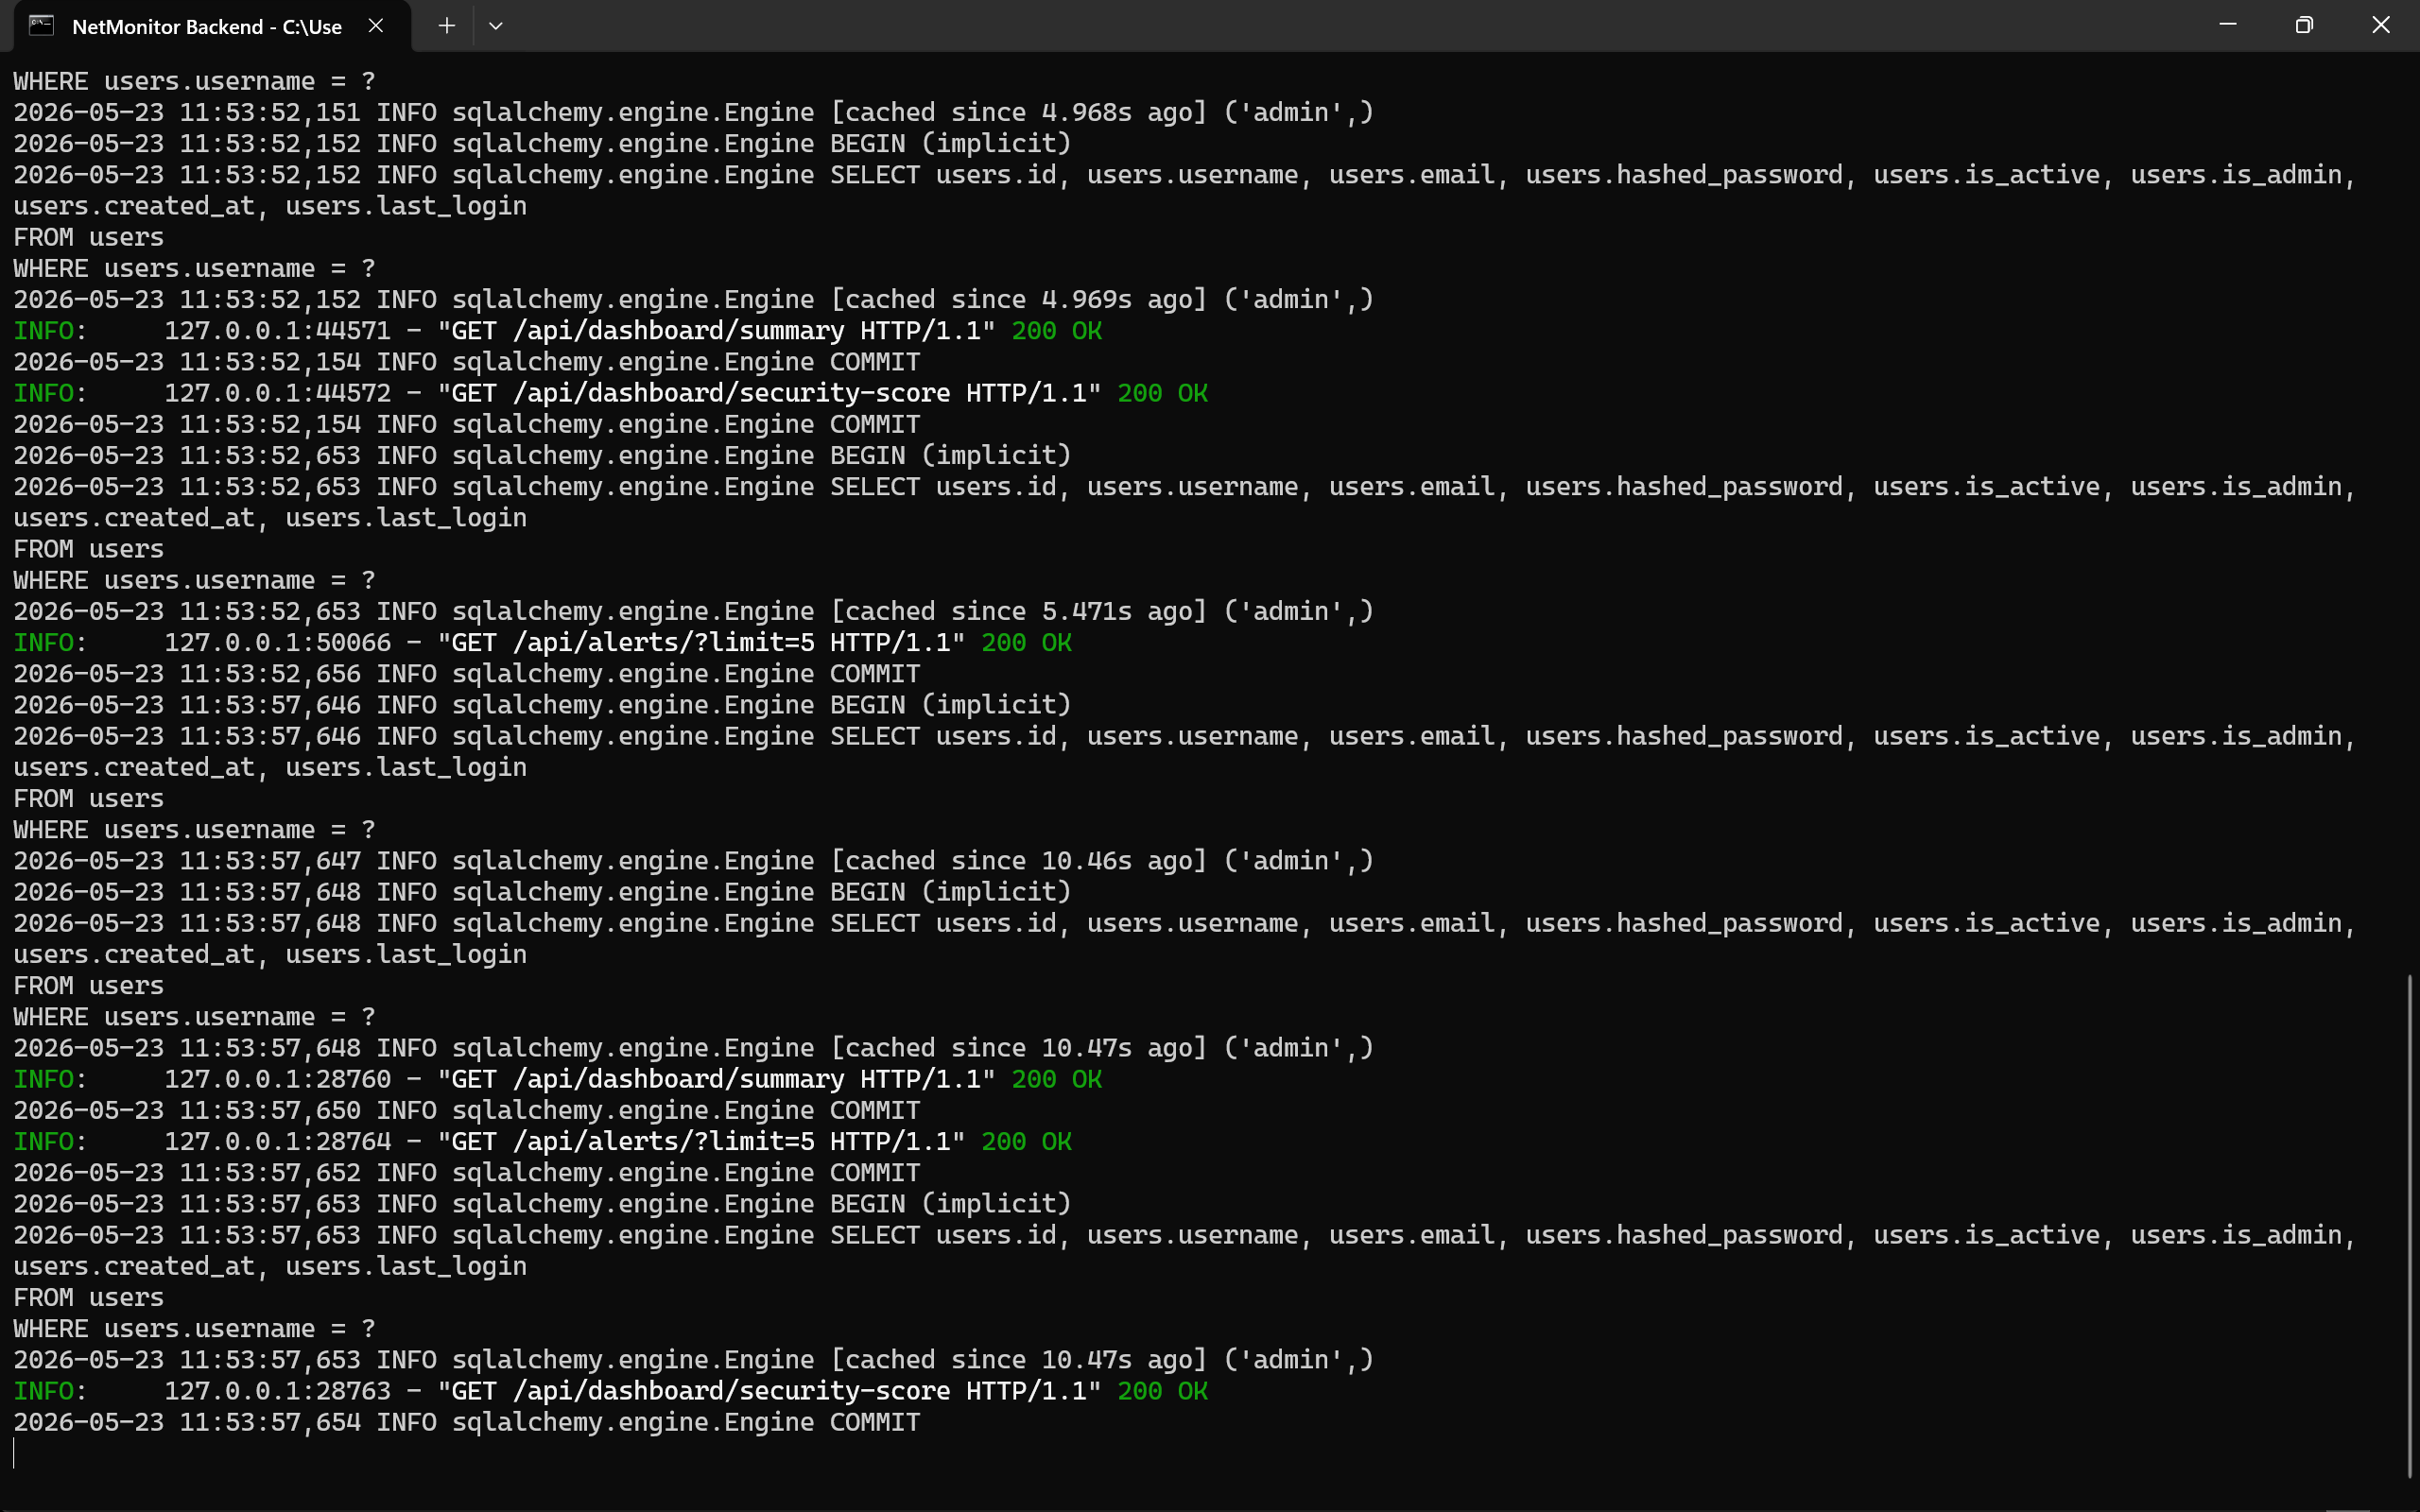 NetMonitor Backend - C:\Use
WHERE users.username = ?
2026-05-23 11:53:52,151 INFO sqlalchemy.engine.Engine [cached since 4.968s ago] ('admin',)
2026-05-23 11:53:52,152 INFO sqlalchemy.engine.Engine BEGIN (implicit)
2026-05-23 11:53:52,152 INFO sqlalchemy.engine.Engine SELECT users.id, users.username, users.email, users.hashed_password, users.is_active, users.is_admin,
users.created_at, users.last_login
FROM users
WHERE users.username = ?
2026-05-23 11:53:52,152 INFO sqlalchemy.engine.Engine [cached since 4.969s ago] ('admin',)
INFO:     127.0.0.1:44571 - "GET /api/dashboard/summary HTTP/1.1" 200 OK
2026-05-23 11:53:52,154 INFO sqlalchemy.engine.Engine COMMIT
INFO:     127.0.0.1:44572 - "GET /api/dashboard/security-score HTTP/1.1" 200 OK
2026-05-23 11:53:52,154 INFO sqlalchemy.engine.Engine COMMIT
2026-05-23 11:53:52,653 INFO sqlalchemy.engine.Engine BEGIN (implicit)
2026-05-23 11:53:52,653 INFO sqlalchemy.engine.Engine SELECT users.id, users.username, users.email, users.hashed_password, users.is_active, users.is_admin,
users.created_at, users.last_login
FROM users
WHERE users.username = ?
2026-05-23 11:53:52,653 INFO sqlalchemy.engine.Engine [cached since 5.471s ago] ('admin',)
INFO:     127.0.0.1:50066 - "GET /api/alerts/?limit=5 HTTP/1.1" 200 OK
2026-05-23 11:53:52,656 INFO sqlalchemy.engine.Engine COMMIT
2026-05-23 11:53:57,646 INFO sqlalchemy.engine.Engine BEGIN (implicit)
2026-05-23 11:53:57,646 INFO sqlalchemy.engine.Engine SELECT users.id, users.username, users.email, users.hashed_password, users.is_active, users.is_admin,
users.created_at, users.last_login
FROM users
WHERE users.username = ?
2026-05-23 11:53:57,647 INFO sqlalchemy.engine.Engine [cached since 10.46s ago] ('admin',)
2026-05-23 11:53:57,648 INFO sqlalchemy.engine.Engine BEGIN (implicit)
2026-05-23 11:53:57,648 INFO sqlalchemy.engine.Engine SELECT users.id, users.username, users.email, users.hashed_password, users.is_active, users.is_admin,
users.created_at, users.last_login
FROM users
WHERE users.username = ?
2026-05-23 11:53:57,648 INFO sqlalchemy.engine.Engine [cached since 10.47s ago] ('admin',)
INFO:     127.0.0.1:28760 - "GET /api/dashboard/summary HTTP/1.1" 200 OK
2026-05-23 11:53:57,650 INFO sqlalchemy.engine.Engine COMMIT
INFO:     127.0.0.1:28764 - "GET /api/alerts/?limit=5 HTTP/1.1" 200 OK
2026-05-23 11:53:57,652 INFO sqlalchemy.engine.Engine COMMIT
2026-05-23 11:53:57,653 INFO sqlalchemy.engine.Engine BEGIN (implicit)
2026-05-23 11:53:57,653 INFO sqlalchemy.engine.Engine SELECT users.id, users.username, users.email, users.hashed_password, users.is_active, users.is_admin,
users.created_at, users.last_login
FROM users
WHERE users.username = ?
2026-05-23 11:53:57,653 INFO sqlalchemy.engine.Engine [cached since 10.47s ago] ('admin',)
INFO:     127.0.0.1:28763 - "GET /api/dashboard/security-score HTTP/1.1" 200 OK
2026-05-23 11:53:57,654 INFO sqlalchemy.engine.Engine COMMIT